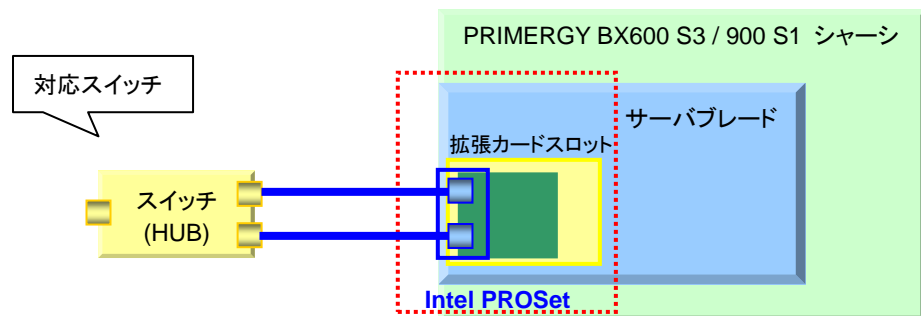 PRIMERGY BX600 S3 / 900 S1 シャーシ
対応スイッチ
サーバブレード
拡張カードスロット
スイッチ
(HUB)
Intel PROSet